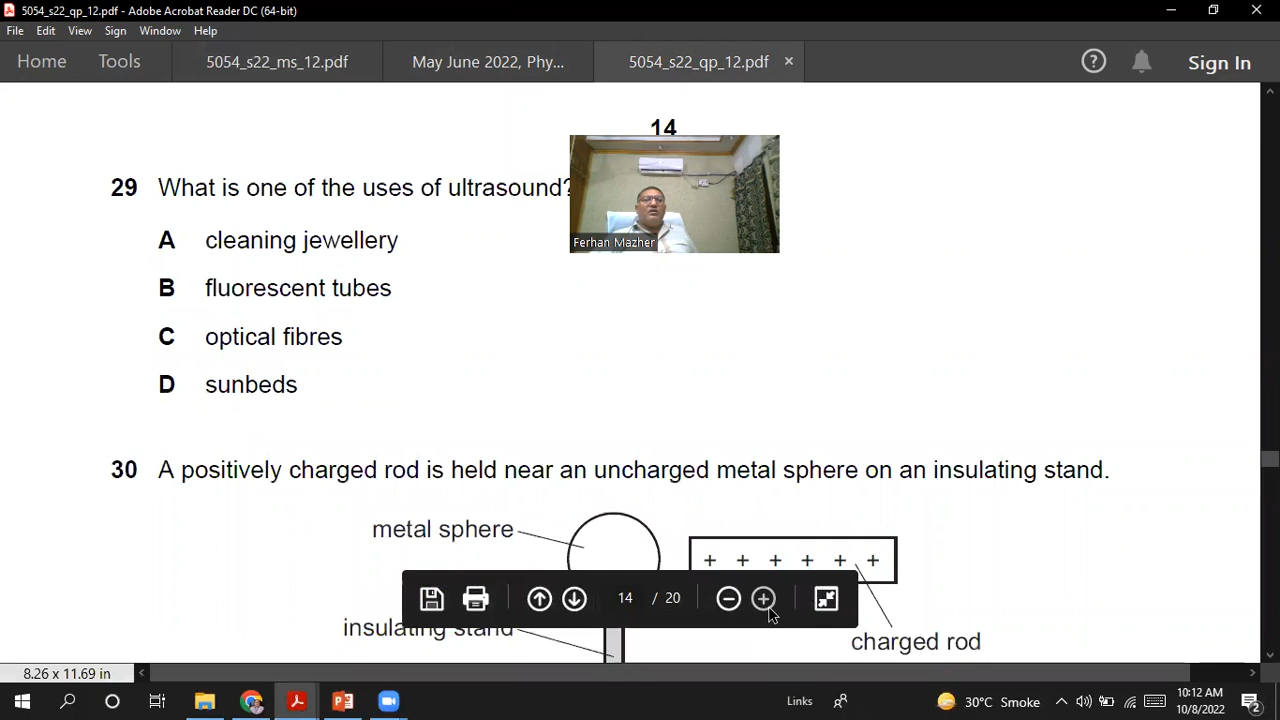 5054_s22_qp_12.pdf - Adobe Acrobat Reader DC (64-bit)
File Edit View Sign Window Help
Home Tools 5054_s22_ms_12.pdf May June 2022, Phy... 5054_s22_qp_12.pdf × ? Sign In
14
29 What is one of the uses of ultrasound?
Ferhan Mazher
A cleaning jewellery
B fluorescent tubes
C optical fibres
D sunbeds
30 A positively charged rod is held near an uncharged metal sphere on an insulating stand.
metal sphere
+ + + + + +
14 / 20
insulating stand
charged rod
8.26 x 11.69 in
Links 30°C Smoke 10:12 AM
10/8/2022 2